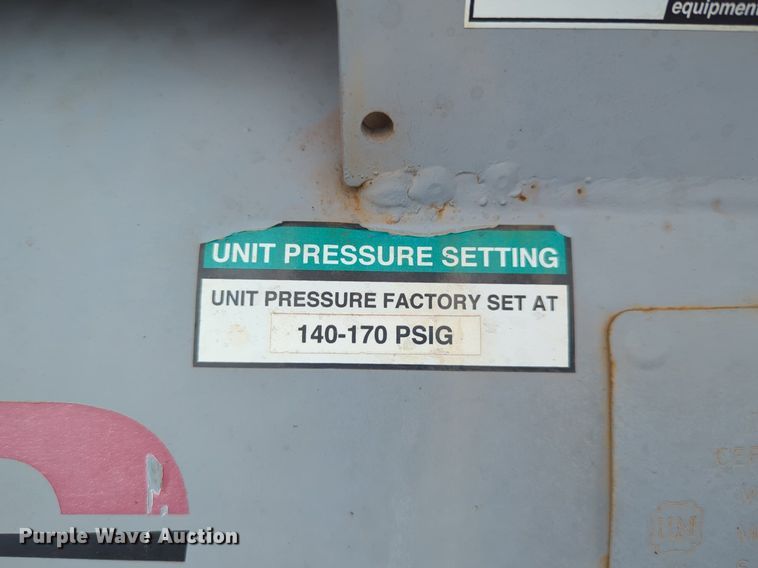 equipment
UNIT PRESSURE SETTING
UNIT PRESSURE FACTORY SET AT
140-170 PSIG
Purple Wave Auction